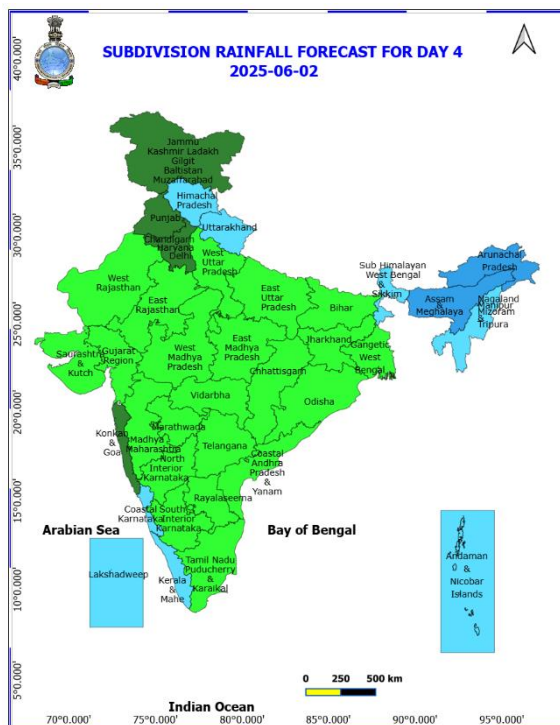 SUBDIVISION RAINFALL FORECAST FOR DAY 4
2025-06-02
40°0.000'
35°0.000'
30°0.000'
25°0.000'
20°0.000'
15°0.000'
10°0.000'
5°0.000'
Jammu
Kashmir Ladakh
Gilgit
Baltistan
Muzaffarabad
Himachal
Pradesh
Punjab
Uttarakhand
Chandigarh
Haryana
Delhi
West
Uttar
Pradesh
West
Rajasthan
East
Rajasthan
East
Uttar
Pradesh
Bihar
Sub Himalayan
West Bengal
&
Sikkim
Arunachal
Pradesh
Assam
&
Meghalaya
Nagaland
Manipur
Mizoram
&
Tripura
Saurashtra
&
Kutch
Gujarat
Region
West
Madhya
Pradesh
East
Madhya
Pradesh
Jharkhand
Gangetic
West
Bengal
Chhattisgarh
Vidarbha
Odisha
Konkan
&
Goa
Marathwada
Madhya
Maharashtra
Telangana
North
Interior
Karnataka
Coastal
Andhra
Pradesh
&
Yanam
Rayalaseema
Coastal
Karnataka
South
Interior
Karnataka
Arabian Sea
Bay of Bengal
Lakshadweep
Kerala
&
Mahe
Tamil Nadu
Puducherry
&
Karaikal
Andaman
&
Nicobar
Islands
0 250 500 km
70°0.000' 75°0.000' 80°0.000' 85°0.000' 90°0.000' 95°0.000'
Indian Ocean